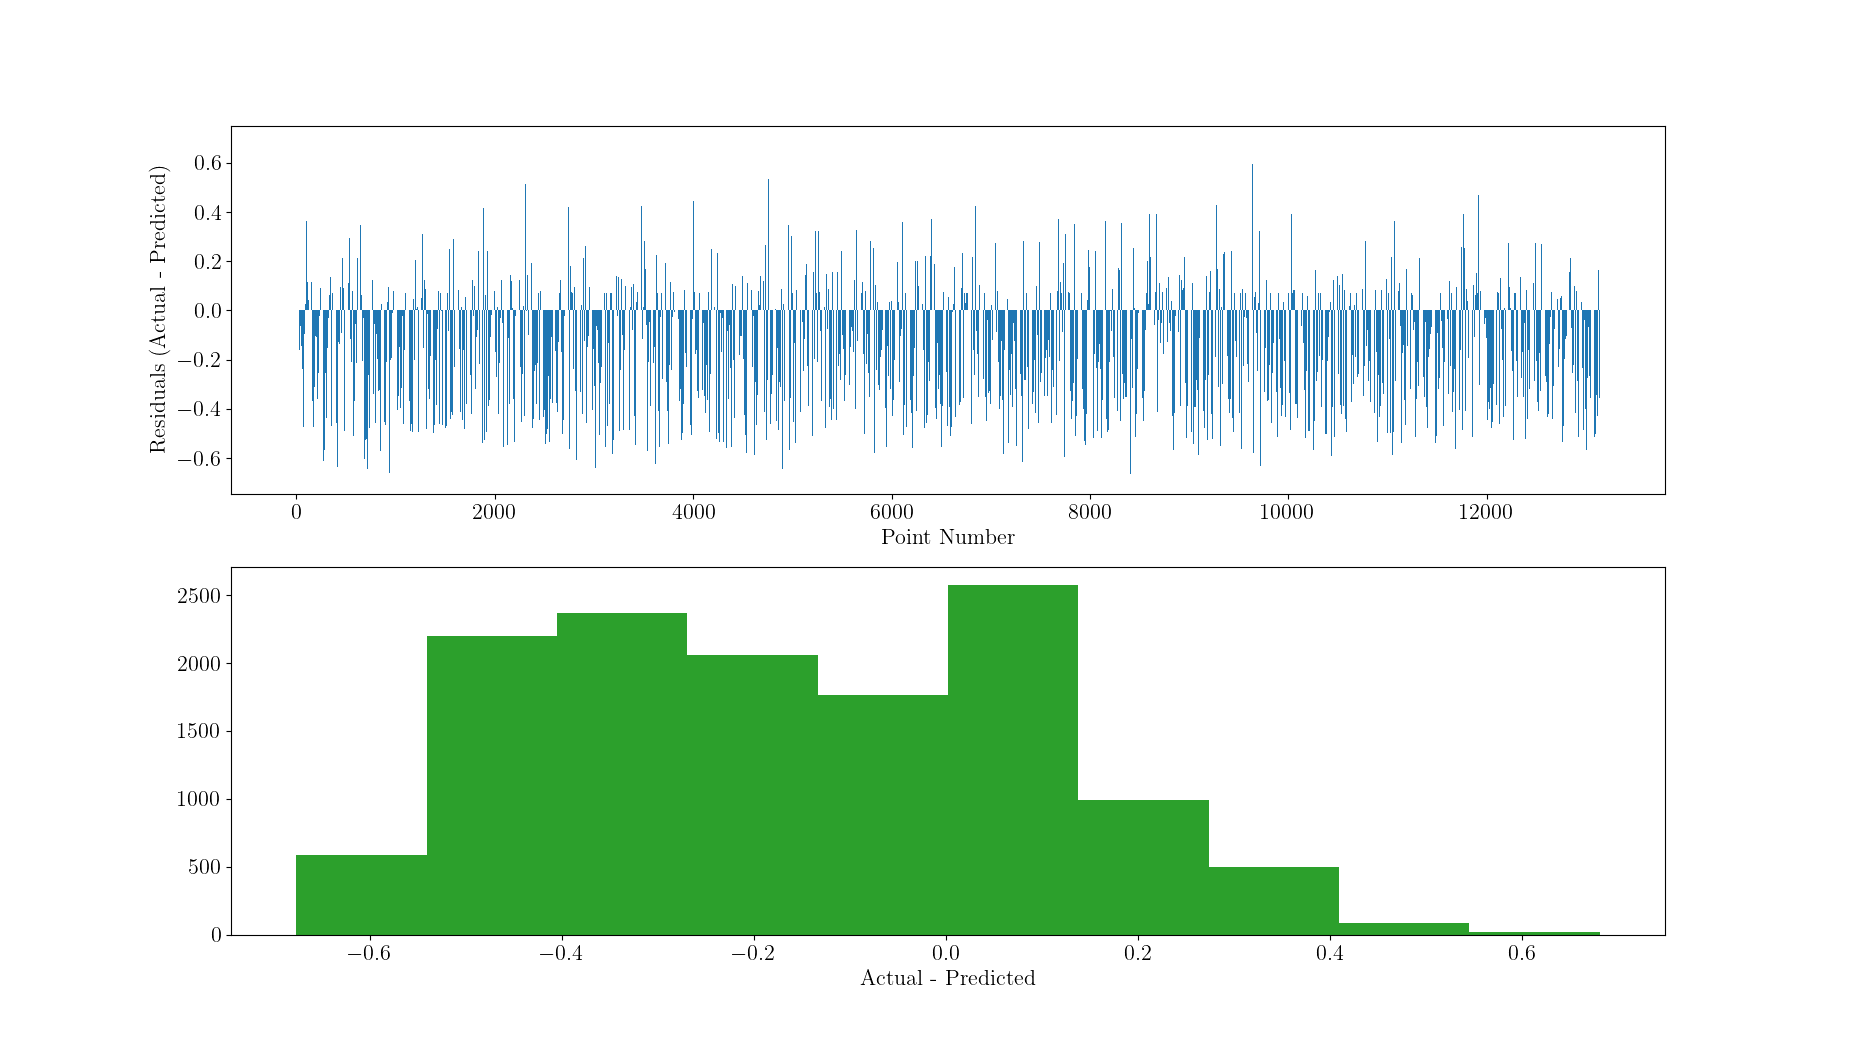 Residuals (Actual - Predicted)
0.6
0.4
0.2
0.0
−0.2
−0.4
−0.6
0 2000 4000 6000 8000 10000 12000
Point Number
2500
2000
1500
1000
500
0
−0.6 −0.4 −0.2 0.0 0.2 0.4 0.6
Actual - Predicted